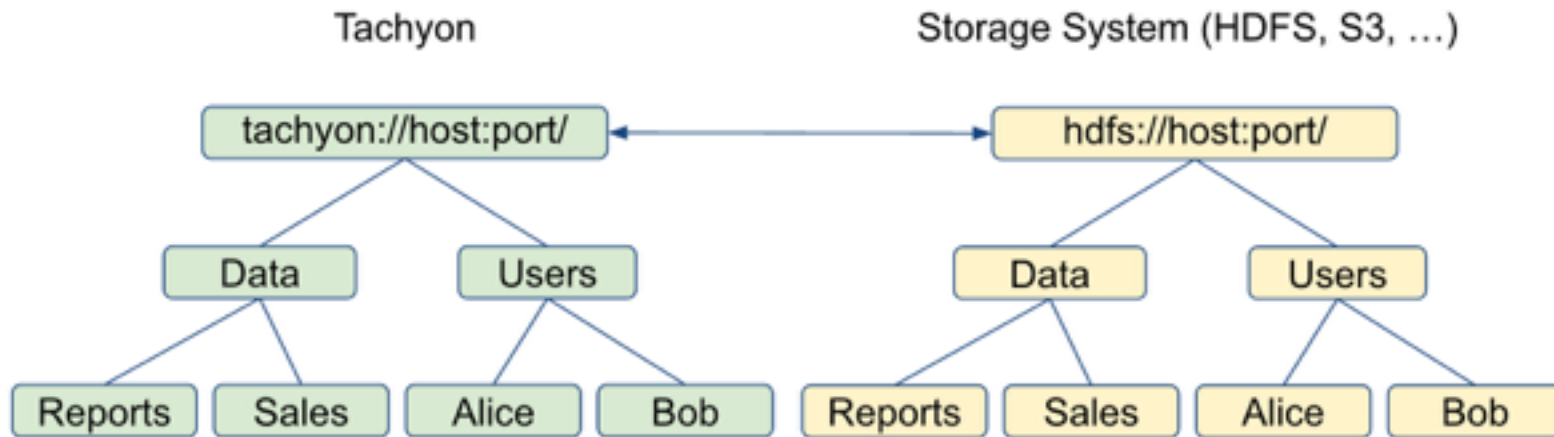 Tachyon
Storage System (HDFS, S3, …)
tachyon://host:port/
hdfs://host:port/
Data
Users
Data
Users
Reports
Sales
Alice
Bob
Reports
Sales
Alice
Bob